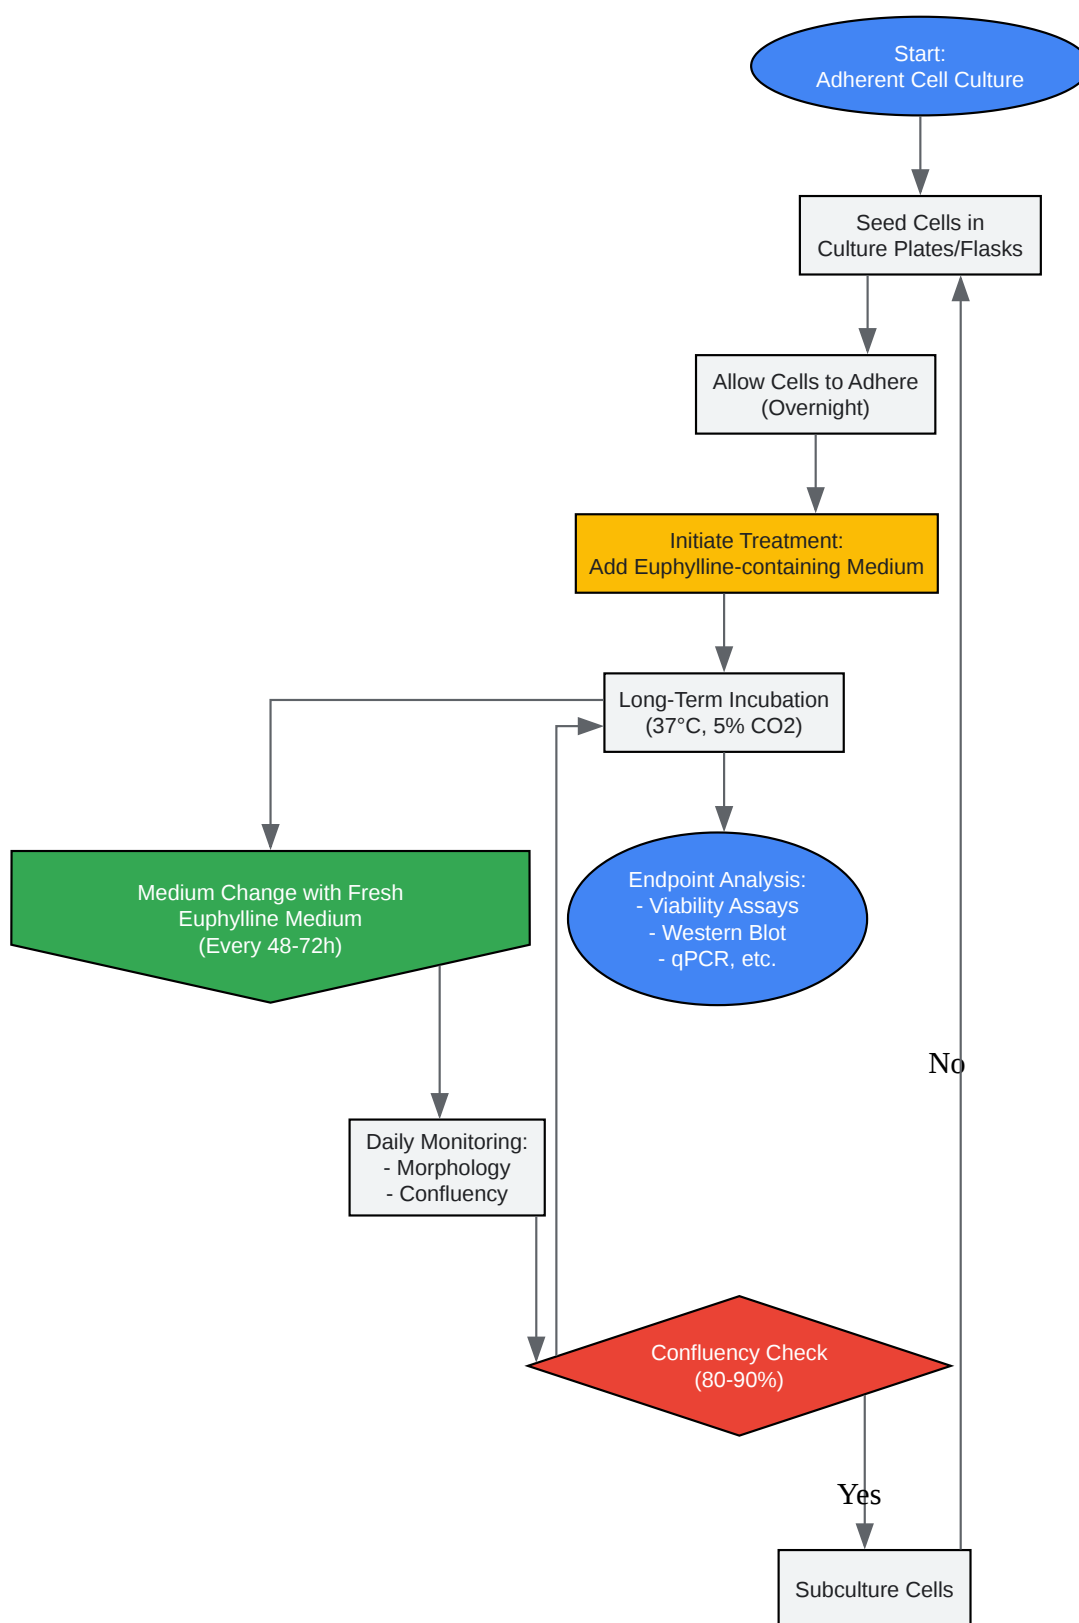 Start:
Adherent Cell Culture
Seed Cells in
Culture Plates/Flasks
Allow Cells to Adhere
(Overnight)
Initiate Treatment:
Add Euphylline-containing Medium
Long-Term Incubation
(37°C, 5% CO2)
Medium Change with Fresh
Euphylline Medium
(Every 48-72h)
Endpoint Analysis:
- Viability Assays
- Western Blot
- qPCR, etc.
No
Daily Monitoring:
- Morphology
- Confluency
Confluency Check
(80-90%)
Yes
Subculture Cells